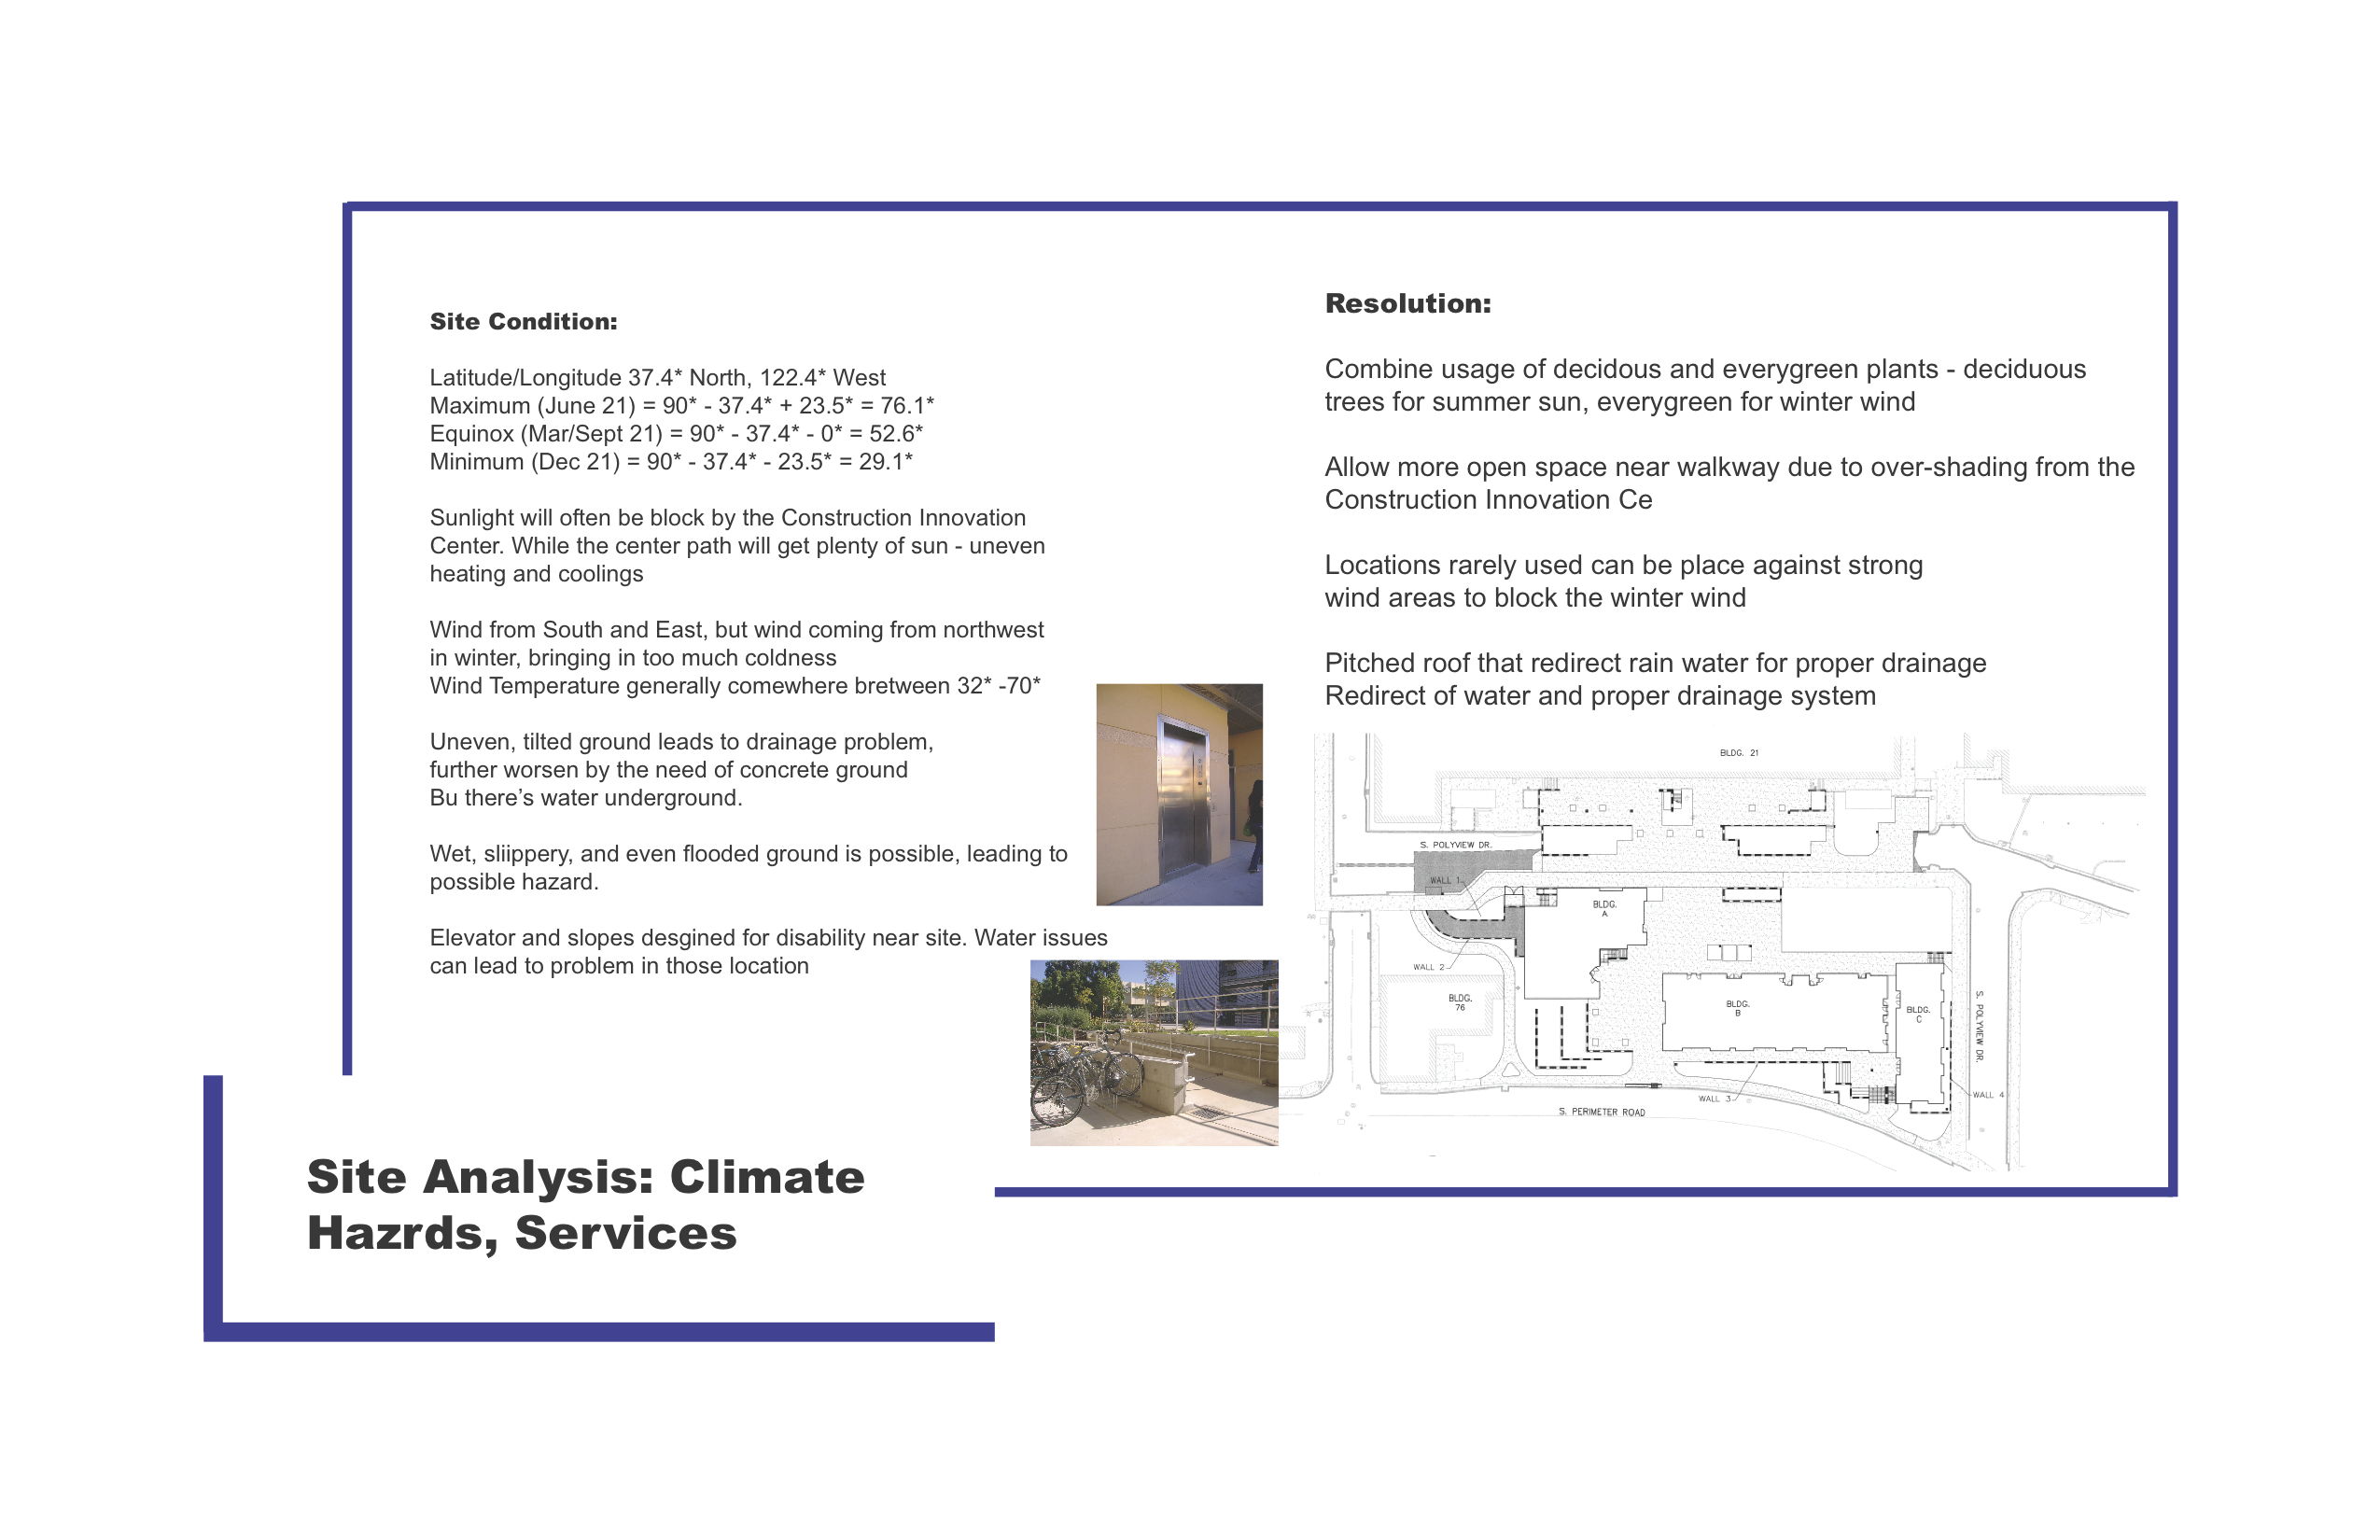 Site Condition:
Latitude/Longitude 37.4* North, 122.4* West
Maximum (June 21) = 90* - 37.4* + 23.5* = 76.1*
Equinox (Mar/Sept 21) = 90* - 37.4* - 0* = 52.6*
Minimum (Dec 21) = 90* - 37.4* - 23.5* = 29.1*
Sunlight will often be block by the Construction Innovation
Center. While the center path will get plenty of sun - uneven
heating and coolings
Wind from South and East, but wind coming from northwest
in winter, bringing in too much coldness
Wind Temperature generally comewhere bretween 32* -70*
Uneven, tilted ground leads to drainage problem,
further worsen by the need of concrete ground
Bu there’s water underground.
Wet, sliippery, and even flooded ground is possible, leading to
possible hazard.
Elevator and slopes desgined for disability near site. Water issues
can lead to problem in those location
Resolution:
Combine usage of decidous and everygreen plants - deciduous
trees for summer sun, everygreen for winter wind
Allow more open space near walkway due to over-shading from the
Construction Innovation Ce
Locations rarely used can be place against strong
wind areas to block the winter wind
Pitched roof that redirect rain water for proper drainage
Redirect of water and proper drainage system
BLDG. 21
S. POLYVIEW DR.
WALL 1
BLDG.
A
WALL 2
BLDG.
76
BLDG.
B
BLDG.
C
S. POLYVIEW DR.
WALL 3
WALL 4
S. PERIMETER ROAD
Site Analysis: Climate
Hazrds, Services